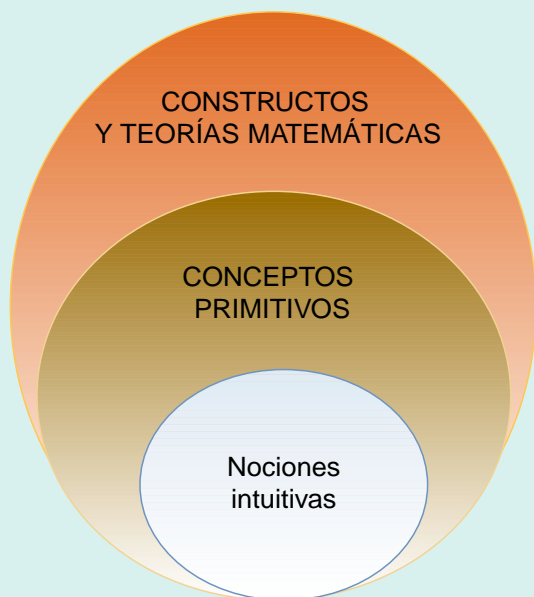 CONSTRUCTOS
Y TEORÍAS MATEMÁTICAS
CONCEPTOS
PRIMITIVOS
Nociones
intuitivas